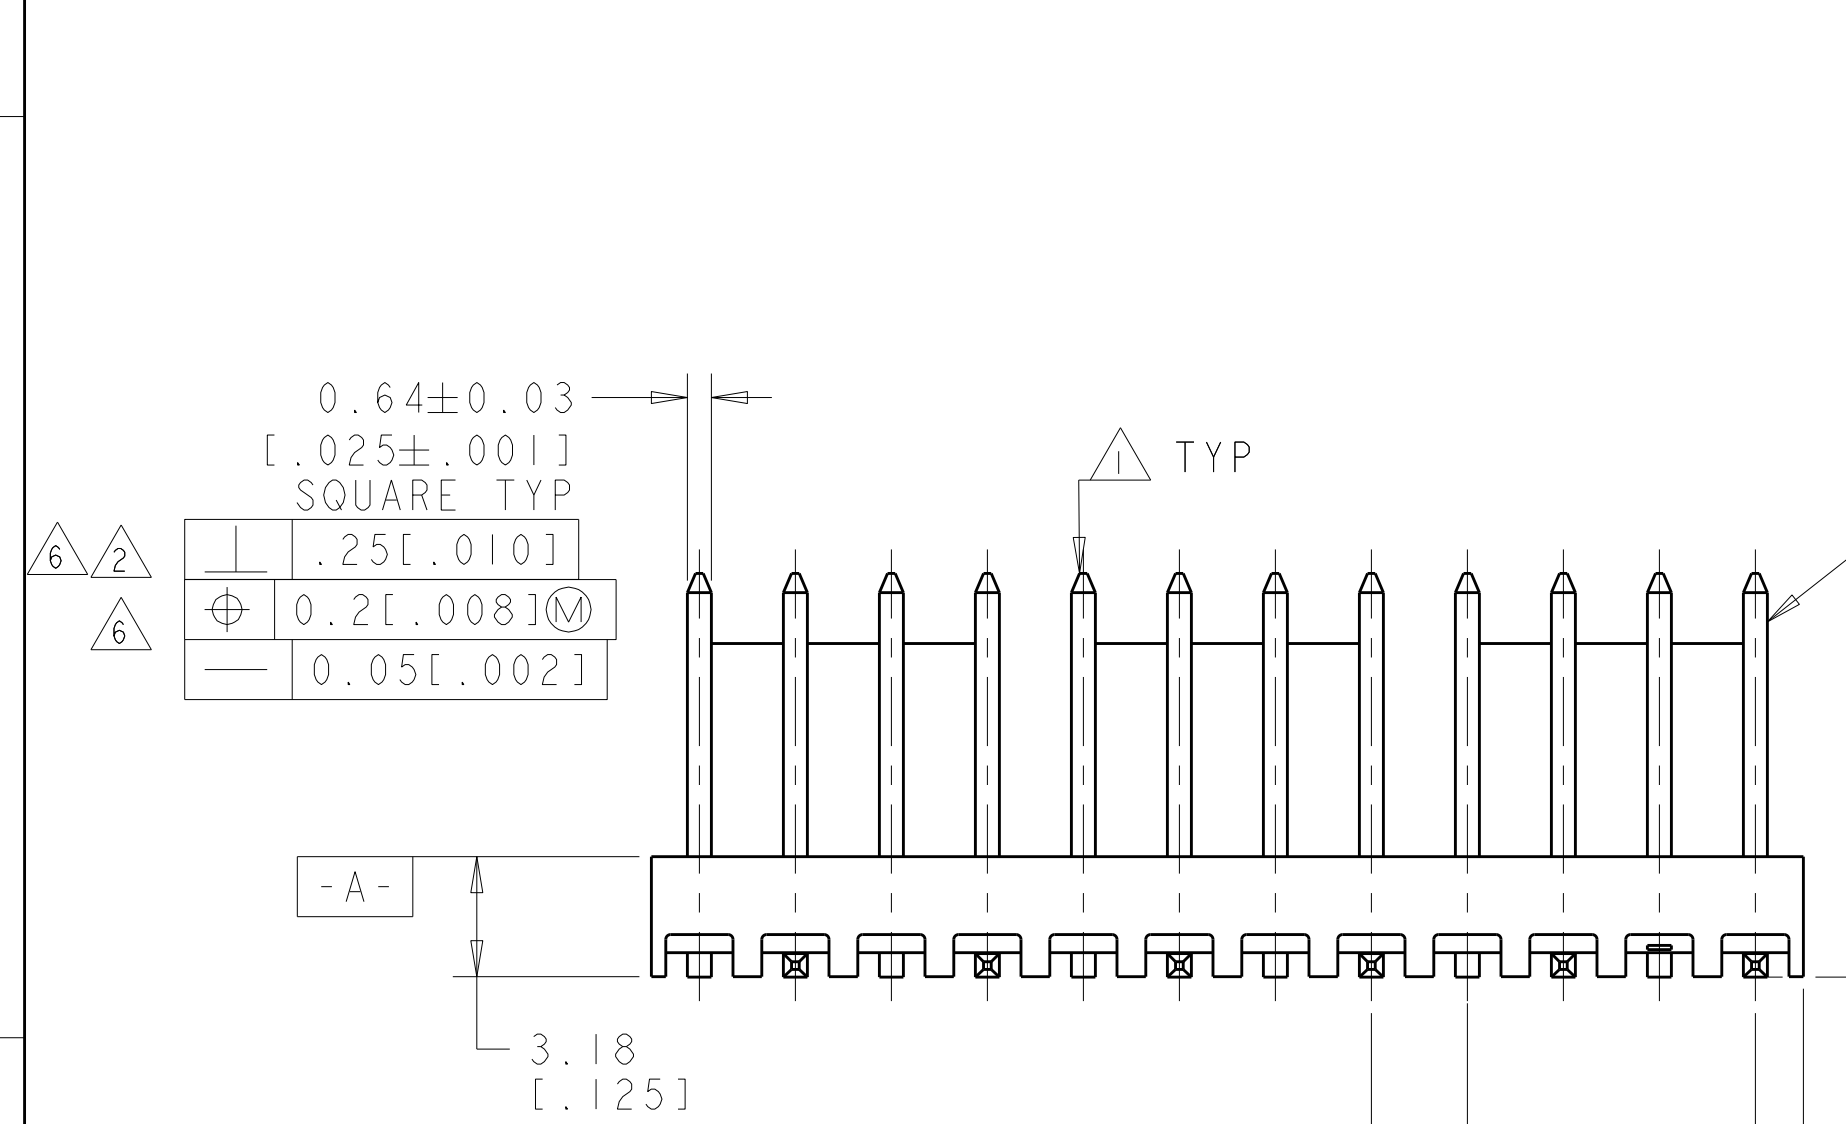 0.64±0.03
[.025±.001]
SQUARE TYP
1 TYP
6 2 ⊥ .25[.010]
⌖ 0.2[.008]Ⓜ
6
— 0.05[.002]
-A-
3.18
[.125]